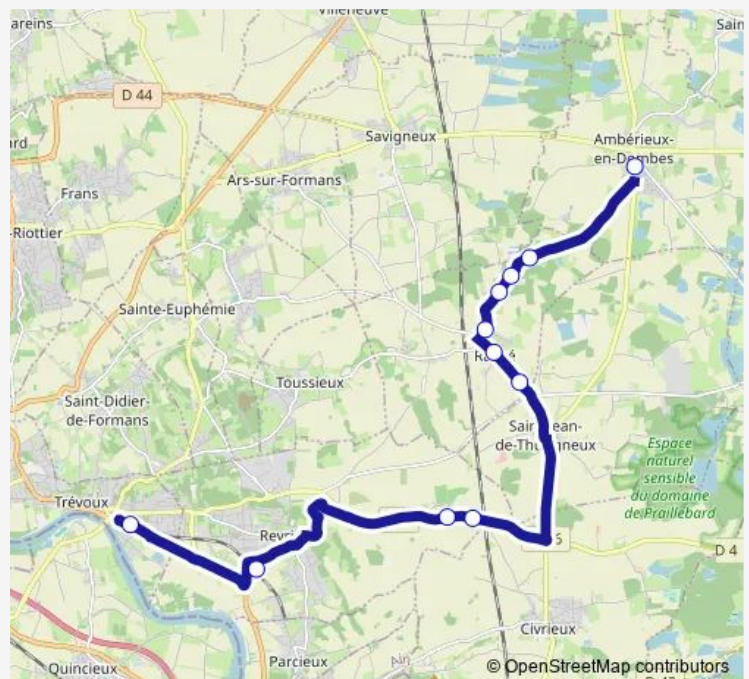 Villeneuve
areins
Sain
D 44
Savigneux
Ambérieux-
en-Dombes
Frans
Ars-sur-Formans
-Riottier
Sainte-Euphémie
Toussieux
Saint-Didier-
de-Formans
Espace
naturel
sensible
du domaine
de Praillebard
Trévoux
D 4
Civrieux
Parcieux
Quincieux
© OpenStreetMap contributors